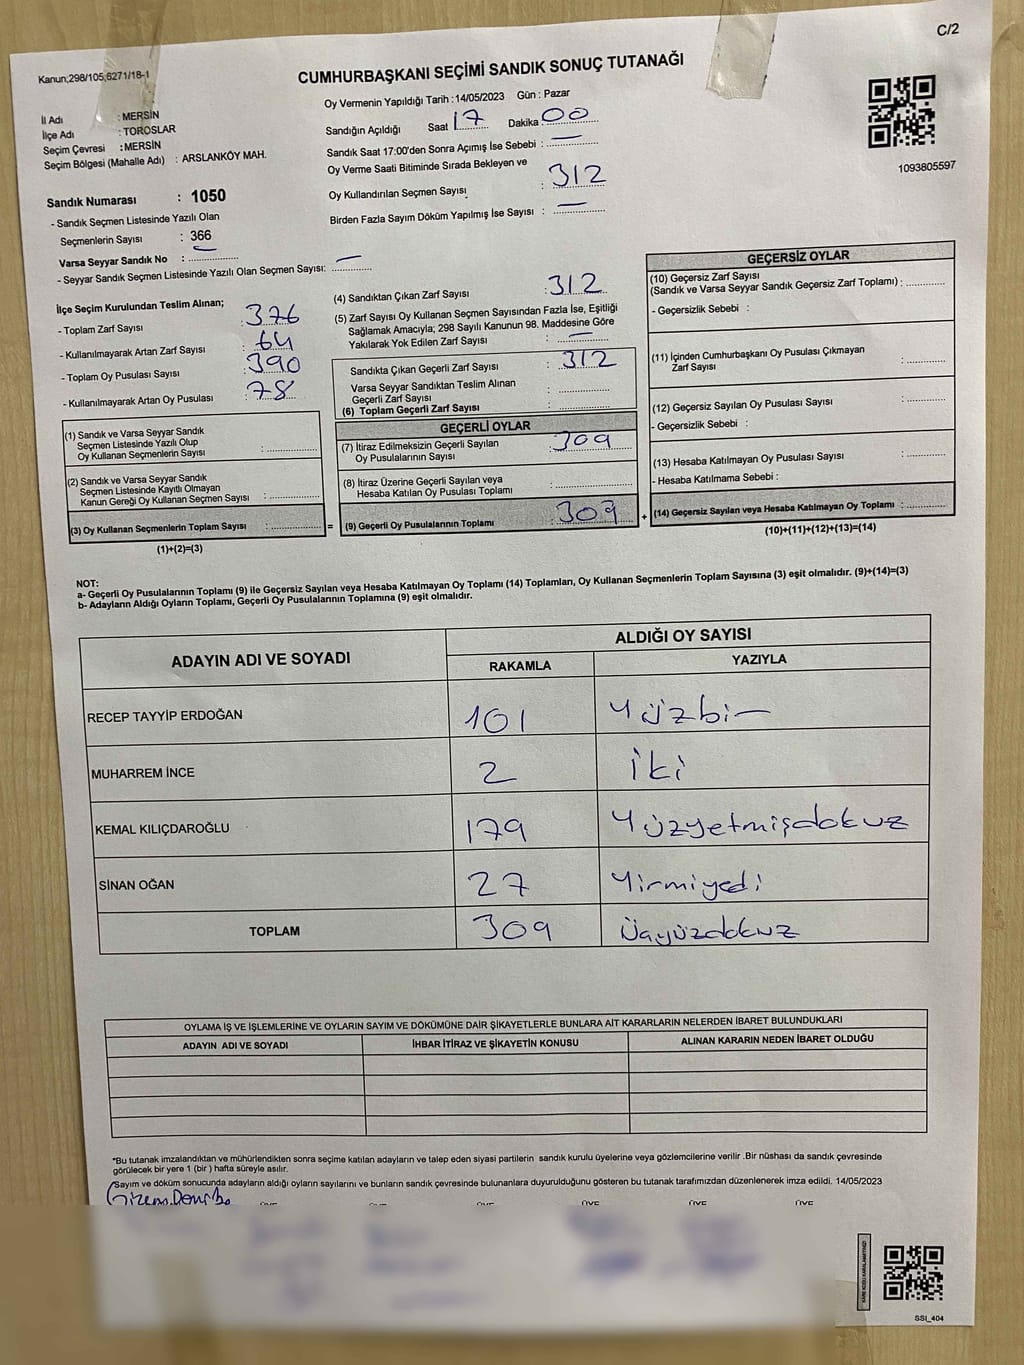 C/2
Kanun;298/105,6271/18-1
CUMHURBAŞKANI SEÇİMİ SANDIK SONUÇ TUTANAĞI
İl Adı : MERSİN
İlçe Adı : TOROSLAR
Seçim Çevresi : MERSİN
Seçim Bölgesi (Mahalle Adı) : ARSLANKÖY MAH.
Oy Vermenin Yapıldığı Tarih : 14/05/2023 Gün : Pazar
Sandığın Açıldığı Saat 17 Dakika 00
Sandık Saat 17:00'den Sonra Açımış İse Sebebi : —
Oy Verme Saati Bitiminde Sırada Bekleyen ve
Oy Kullandırılan Seçmen Sayısı : 312
Birden Fazla Sayım Döküm Yapılmış İse Sayısı : —
1093805597
Sandık Numarası : 1050
- Sandık Seçmen Listesinde Yazılı Olan
Seçmenlerin Sayısı : 366
Varsa Seyyar Sandık No : —
- Seyyar Sandık Seçmen Listesinde Yazılı Olan Seçmen Sayısı: —
İlçe Seçim Kurulundan Teslim Alınan;
- Toplam Zarf Sayısı : 376
- Kullanılmayarak Artan Zarf Sayısı : 64
- Toplam Oy Pusulası Sayısı : 390
- Kullanılmayarak Artan Oy Pusulası : 78
(4) Sandıktan Çıkan Zarf Sayısı : 312
(5) Zarf Sayısı Oy Kullanan Seçmen Sayısından Fazla İse, Eşitliği
Sağlamak Amacıyla; 298 Sayılı Kanunun 98. Maddesine Göre
Yakılarak Yok Edilen Zarf Sayısı : —
Sandıkta Çıkan Geçerli Zarf Sayısı : 312
Varsa Seyyar Sandıktan Teslim Alınan
Geçerli Zarf Sayısı :
(6) Toplam Geçerli Zarf Sayısı :
GEÇERSİZ OYLAR
(10) Geçersiz Zarf Sayısı
(Sandık ve Varsa Seyyar Sandık Geçersiz Zarf Toplamı) :
- Geçersizlik Sebebi :
(11) İçinden Cumhurbaşkanı Oy Pusulası Çıkmayan
Zarf Sayısı :
(12) Geçersiz Sayılan Oy Pusulası Sayısı :
- Geçersizlik Sebebi :
(13) Hesaba Katılmayan Oy Pusulası Sayısı :
- Hesaba Katılmama Sebebi :
(14) Geçersiz Sayılan veya Hesaba Katılmayan Oy Toplamı :
(10)+(11)+(12)+(13)=(14)
(1) Sandık ve Varsa Seyyar Sandık
Seçmen Listesinde Yazılı Olup
Oy Kullanan Seçmenlerin Sayısı :
(2) Sandık ve Varsa Seyyar Sandık
Seçmen Listesinde Kayıtlı Olmayan
Kanun Gereği Oy Kullanan Seçmen Sayısı :
(3) Oy Kullanan Seçmenlerin Toplam Sayısı : =
(1)+(2)=(3)
GEÇERLİ OYLAR
(7) İtiraz Edilmeksizin Geçerli Sayılan
Oy Pusulalarının Sayısı : 309
(8) İtiraz Üzerine Geçerli Sayılan veya
Hesaba Katılan Oy Pusulası Toplamı :
(9) Geçerli Oy Pusulalarının Toplamı : 309 +
NOT:
a- Geçerli Oy Pusulalarının Toplamı (9) ile Geçersiz Sayılan veya Hesaba Katılmayan Oy Toplamı (14) Toplamları, Oy Kullanan Seçmenlerin Toplam Sayısına (3) eşit olmalıdır. (9)+(14)=(3)
b- Adayların Aldığı Oyların Toplamı, Geçerli Oy Pusulalarının Toplamına (9) eşit olmalıdır.
ADAYIN ADI VE SOYADI ALDIĞI OY SAYISI
RAKAMLA YAZIYLA
RECEP TAYYİP ERDOĞAN 101 Yüzbir
MUHARREM İNCE 2 iki
KEMAL KILIÇDAROĞLU 179 Yüzyetmişdokuz
SİNAN OĞAN 27 Yirmiyedi
TOPLAM 309 Üçyüzdokuz
OYLAMA İŞ VE İŞLEMLERİNE VE OYLARIN SAYIM VE DÖKÜMÜNE DAİR ŞİKAYETLERLE BUNLARA AİT KARARLARIN NELERDEN İBARET BULUNDUKLARI
ADAYIN ADI VE SOYADI İHBAR İTİRAZ VE ŞİKAYETİN KONUSU ALINAN KARARIN NEDEN İBARET OLDUĞU
*Bu tutanak imzalandıktan ve mühürlendikten sonra seçime katılan adayların ve talep eden siyasi partilerin sandık kurulu üyelerine veya gözlemcilerine verilir .Bir nüshası da sandık çevresinde
görülecek bir yere 1 (bir ) hafta süreyle asılır.
Sayım ve döküm sonucunda adayların aldığı oyların sayılarını ve bunların sandık çevresinde bulunanlara duyurulduğunu gösteren bu tutanak tarafımızdan düzenlenerek imza edildi. 14/05/2023
ÜYE ÜYE ÜYE ÜYE ÜYE ÜYE
SSI_404